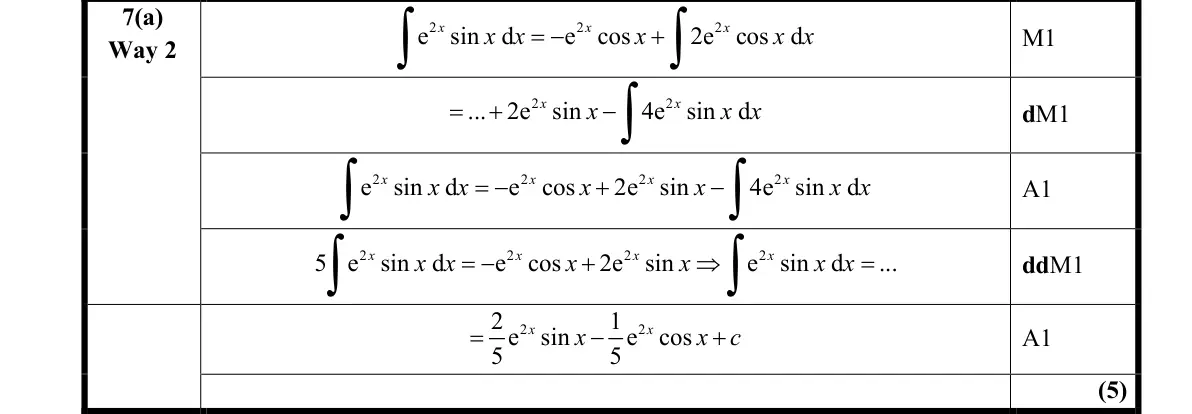 7(a)
Way 2
∫ e^{2x} sin x dx = −e^{2x} cos x + ∫ 2e^{2x} cos x dx M1
= ... + 2e^{2x} sin x − ∫ 4e^{2x} sin x dx dM1
∫ e^{2x} sin x dx = −e^{2x} cos x + 2e^{2x} sin x − ∫ 4e^{2x} sin x dx A1
5∫ e^{2x} sin x dx = −e^{2x} cos x + 2e^{2x} sin x ⇒ ∫ e^{2x} sin x dx = ... ddM1
= \frac{2}{5} e^{2x} sin x − \frac{1}{5} e^{2x} cos x + c A1
(5)